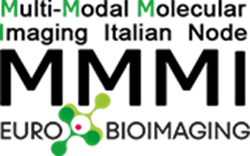 Multi-Modal Molecular
Imaging Italian Node
MMMI
EURO BIOIMAGING